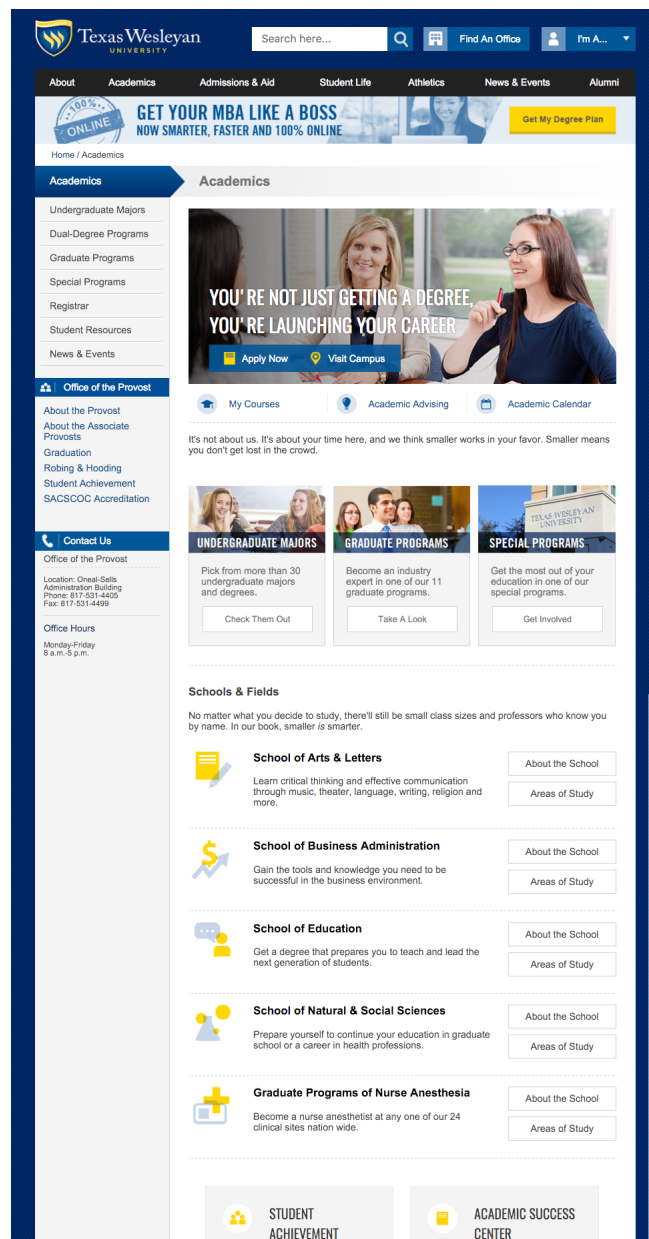 Texas Wesleyan
UNIVERSITY
Search here...
Find An Office
I'm A...
About Academics Admissions & Aid Student Life Athletics News & Events Alumni
100%
ONLINE
GET YOUR MBA LIKE A BOSS
NOW SMARTER, FASTER AND 100% ONLINE
Get My Degree Plan
Home / Academics
Academics
Undergraduate Majors
Dual-Degree Programs
Graduate Programs
Special Programs
Registrar
Student Resources
News & Events
Office of the Provost
About the Provost
About the Associate
Provosts
Graduation
Robing & Hooding
Student Achievement
SACSCOC Accreditation
Contact Us
Office of the Provost
Location: Oneal-Sells
Administration Building
Phone: 817-531-4405
Fax: 817-531-4499
Office Hours
Monday-Friday
8 a.m.-5 p.m.
Academics
YOU'RE NOT JUST GETTING A DEGREE,
YOU'RE LAUNCHING YOUR CAREER
Apply Now
Visit Campus
My Courses
Academic Advising
Academic Calendar
It's not about us. It's about your time here, and we think smaller works in your favor. Smaller means
you don't get lost in the crowd.
UNDERGRADUATE MAJORS
Pick from more than 30
undergraduate majors
and degrees.
Check Them Out
GRADUATE PROGRAMS
Become an industry
expert in one of our 11
graduate programs.
Take A Look
TEXAS WESLEYAN
UNIVERSITY
SPECIAL PROGRAMS
Get the most out of your
education in one of our
special programs.
Get Involved
Schools & Fields
No matter what you decide to study, there'll still be small class sizes and professors who know you
by name. In our book, smaller is smarter.
School of Arts & Letters
Learn critical thinking and effective communication
through music, theater, language, writing, religion and
more.
About the School
Areas of Study
School of Business Administration
Gain the tools and knowledge you need to be
successful in the business environment.
About the School
Areas of Study
School of Education
Get a degree that prepares you to teach and lead the
next generation of students.
About the School
Areas of Study
School of Natural & Social Sciences
Prepare yourself to continue your education in graduate
school or a career in health professions.
About the School
Areas of Study
Graduate Programs of Nurse Anesthesia
Become a nurse anesthetist at any one of our 24
clinical sites nation wide.
About the School
Areas of Study
STUDENT
ACHIEVEMENT
ACADEMIC SUCCESS
CENTER